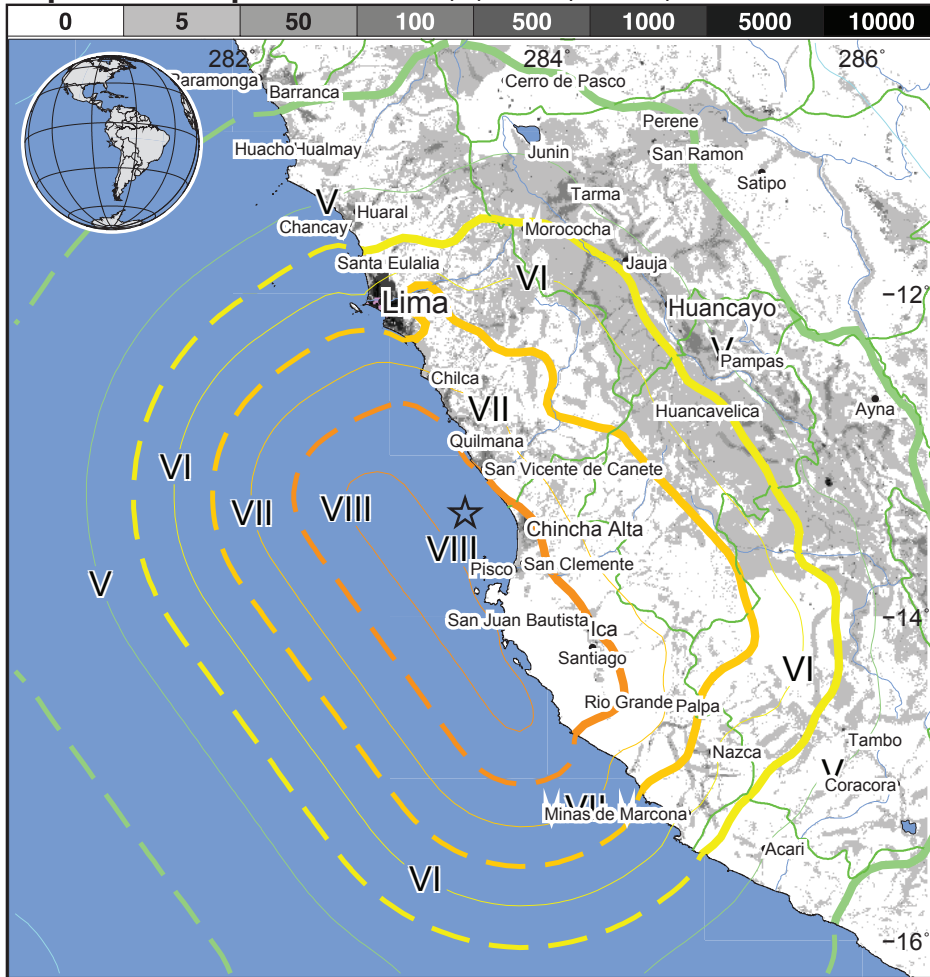 0 5 50 100 500 1000 5000 10000
282° 284° 286°
Paramonga
Cerro de Pasco
Barranca
Perene
Huacho Hualmay
Junin
San Ramon
Satipo
Tarma
V
Huaral
Chancay
Morococha
Santa Eulalia
Jauja
VI
−12°
Lima
Huancayo
V
Pampas
Chilca
VII
Huancavelica
Ayna
Quilmana
VI
San Vicente de Canete
VII
VIII
Chincha Alta
VIII
San Clemente
Pisco
V
San Juan Bautista
Ica
−14°
Santiago
VI
Rio Grande
Palpa
Nazca
Tambo
V
Coracora
VII
Minas de Marcona
Acari
VI
−16°